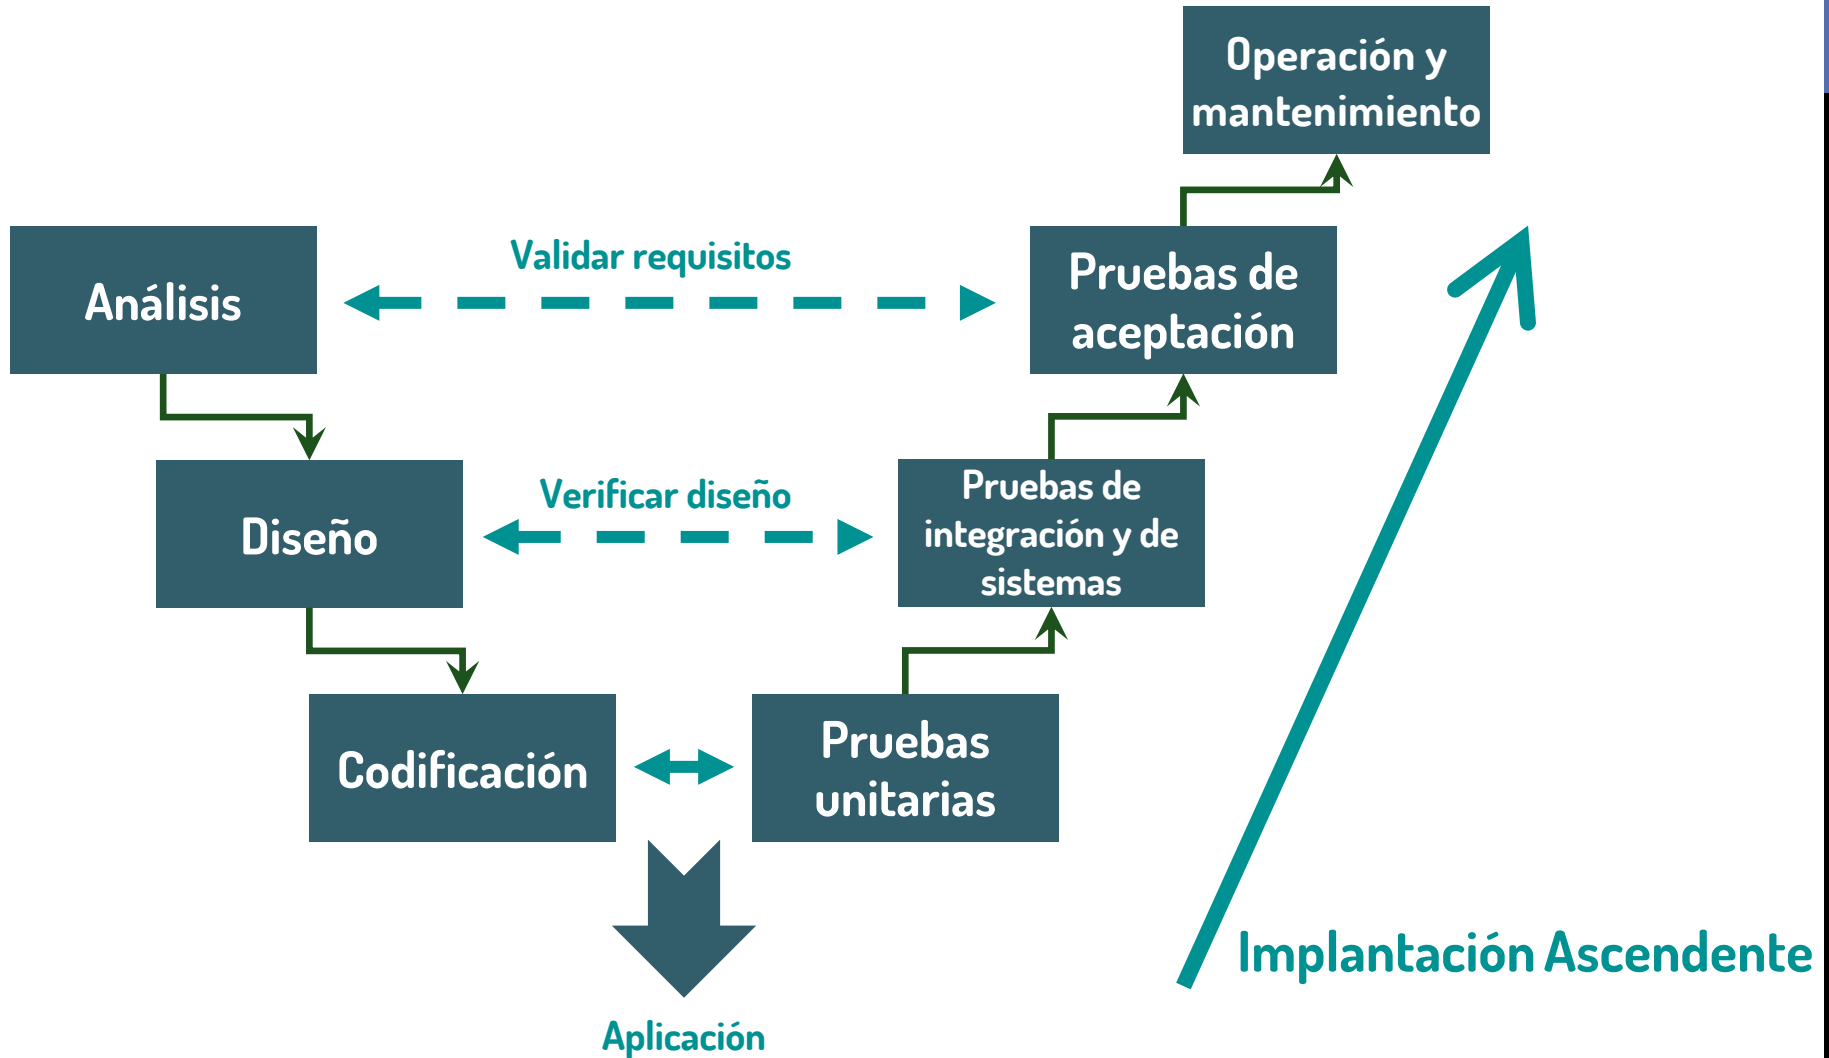 Operación y
mantenimiento
Análisis
Validar requisitos
Pruebas de
aceptación
Diseño
Verificar diseño
Pruebas de
integración y de
sistemas
Codificación
Pruebas
unitarias
Implantación Ascendente
Aplicación